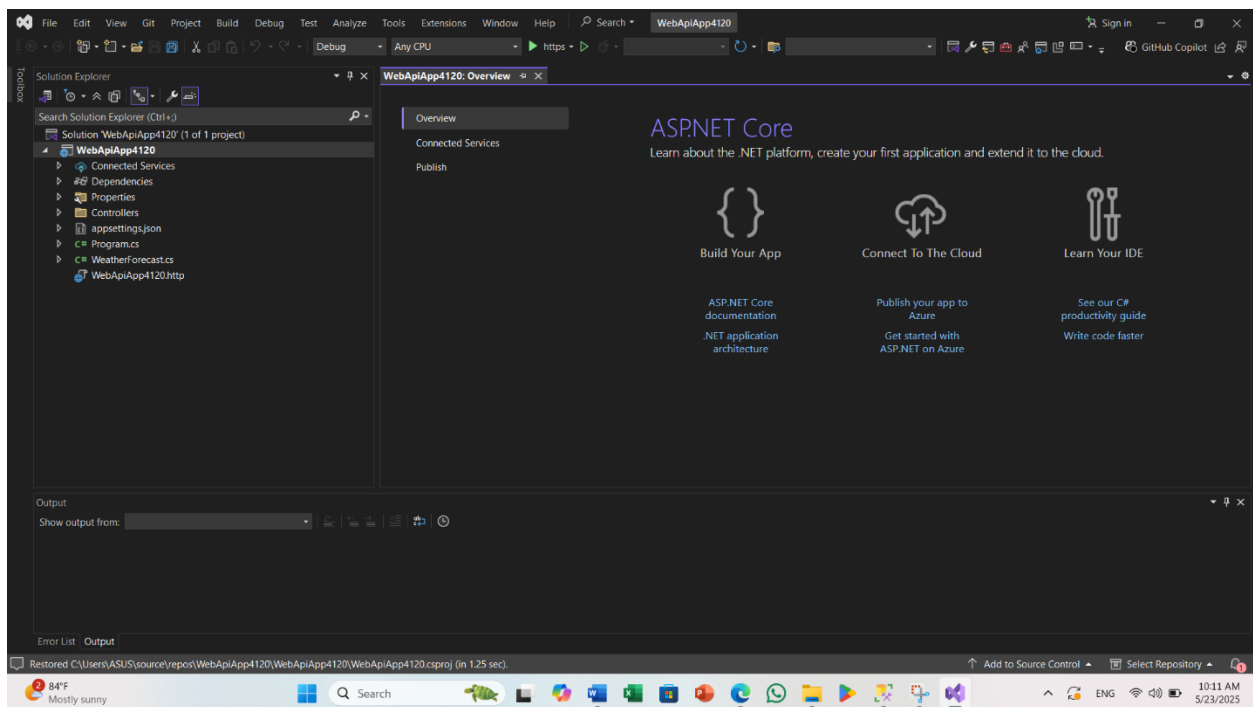 File Edit View Git Project Build Debug Test Analyze Tools Extensions Window Help Search WebApiApp4120 Sign in
Debug Any CPU https GitHub Copilot
Toolbox
Solution Explorer
Search Solution Explorer (Ctrl+;)
Solution 'WebApiApp4120' (1 of 1 project)
WebApiApp4120
Connected Services
Dependencies
Properties
Controllers
appsettings.json
C# Program.cs
C# WeatherForecast.cs
WebApiApp4120.http
WebApiApp4120: Overview
Overview
Connected Services
Publish
ASP.NET Core
Learn about the .NET platform, create your first application and extend it to the cloud.
Build Your App
ASP.NET Core
documentation
.NET application
architecture
Connect To The Cloud
Publish your app to
Azure
Get started with
ASP.NET on Azure
Learn Your IDE
See our C#
productivity guide
Write code faster
Output
Show output from:
Error List Output
Restored C:\Users\ASUS\source\repos\WebApiApp4120\WebApiApp4120\WebApiApp4120.csproj (in 1.25 sec).
Add to Source Control Select Repository 1
2 84°F
Mostly sunny
Search
ENG
10:11 AM
5/23/2025